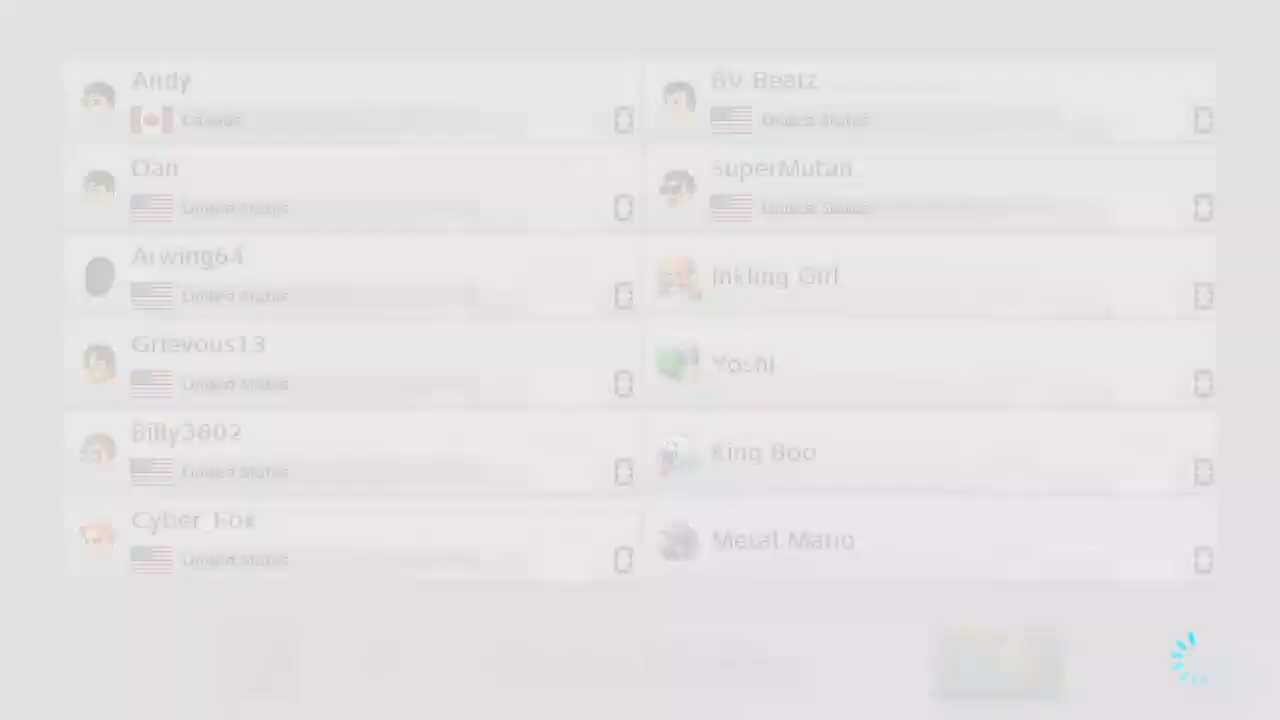 Andy
Canada
Dan
United States
Arwing64
United States
Grievous13
United States
Billy3602
United States
Cyber_Fox
United States
BV Beatz
United States
SuperMutan
United States
Inkling Girl
Yoshi
King Boo
Metal Mario